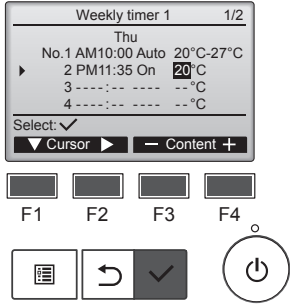 Weekly timer 1 1/2
Thu
No.1 AM10:00 Auto 20°C-27°C
2 PM11:35 On 20°C
3 ----:-- ---- --°C
4 ----:-- ---- --°C
Select:✓
▼ Cursor ▶ − Content +
F1 F2 F3 F4